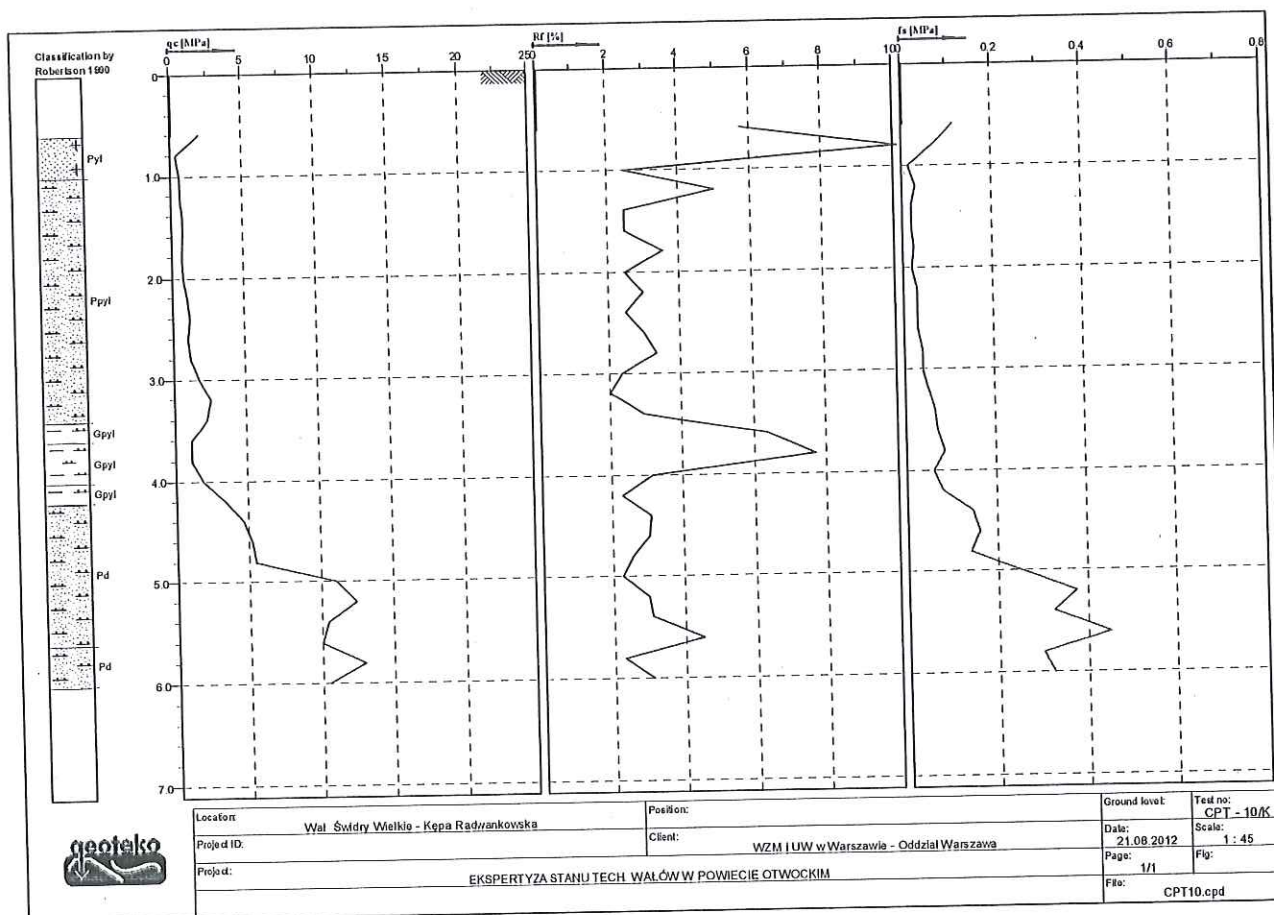 Classification by
Robertson 1990
qc [MPa]
0 5 10 15 20 25
Rf [%]
0 2 4 6 8 10
fs [MPa]
0 0,2 0,4 0,6 0,8
0
1.0
2.0
3.0
4.0
5.0
6.0
7.0
Pyl
Ppyl
Gpyl
Gpyl
Gpyl
Pd
Pd
geoteko
Location:
Wał Świdry Wielkie - Kępa Radwankowska
Position:
Ground level:
Test no:
CPT - 10/K
Project ID:
Client:
WZM i UW w Warszawie - Oddział Warszawa
Date:
21.08.2012
Scale:
1 : 45
Project:
EKSPERTYZA STANU TECH. WAŁÓW W POWIECIE OTWOCKIM
Page:
1/1
Fig:
File:
CPT10.cpd